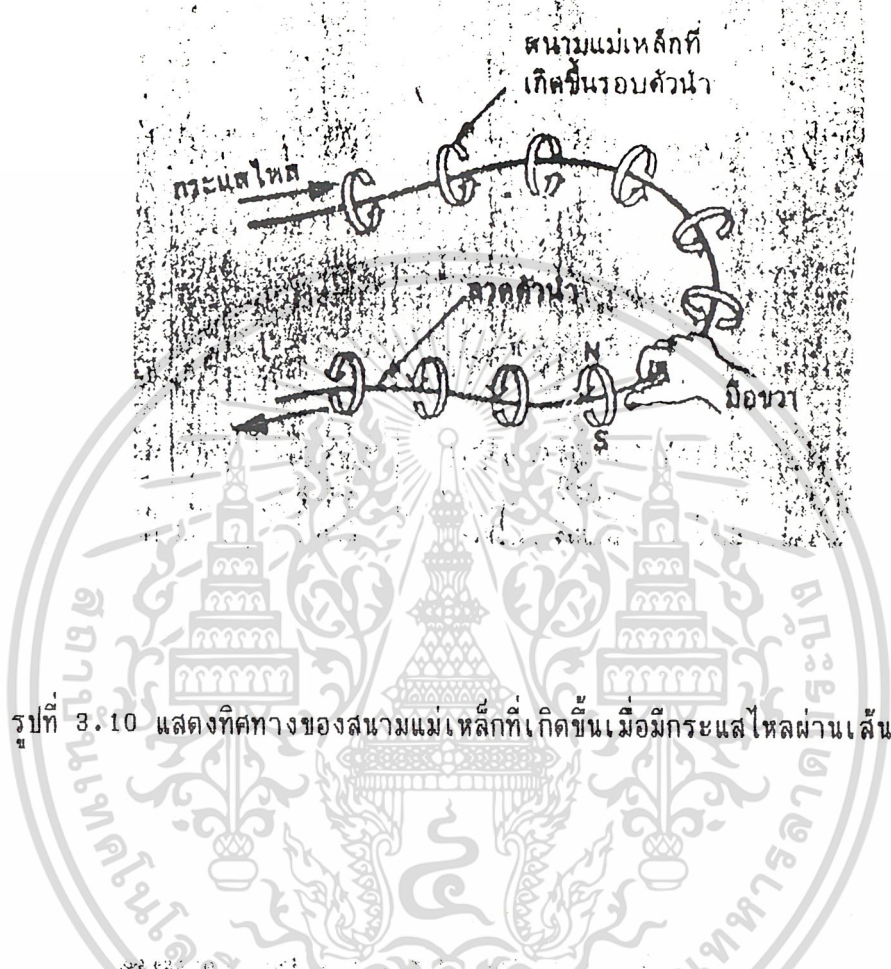 สนามแม่เหล็กที่
เกิดขึ้นรอบตัวนำ
กระแสไหล
ลวดตัวนำ
N
มือขวา
S
รูปที่ 3.10 แสดงทิศทางของสนามแม่เหล็กที่เกิดขึ้นเมื่อมีกระแสไหลผ่านเส้น